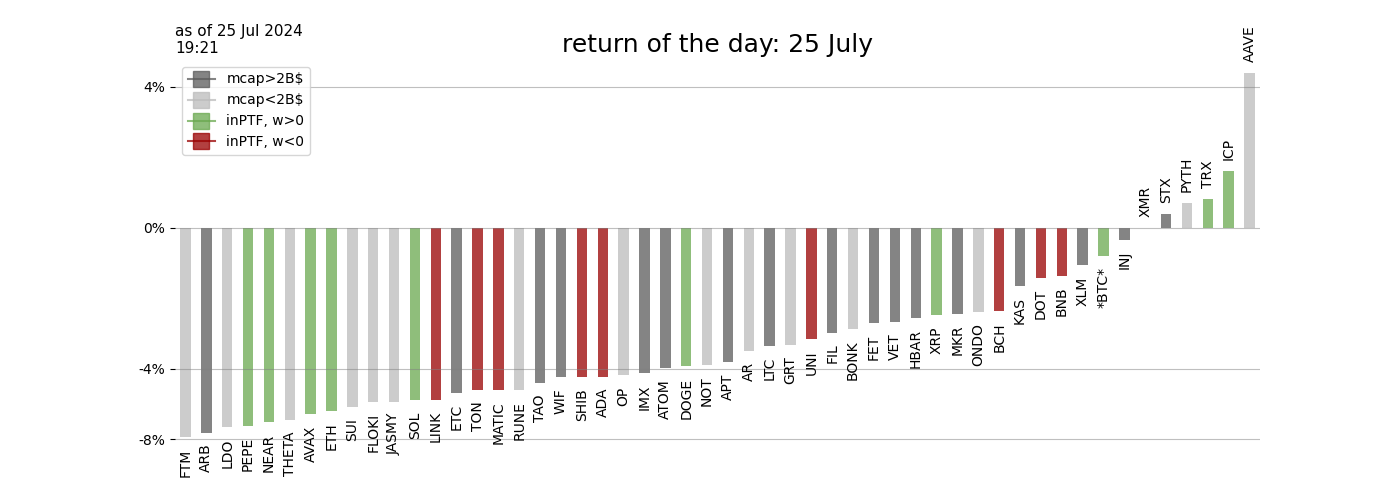 as of 25 Jul 2024
19:21
return of the day: 25 July
mcap>2B$
mcap<2B$
inPTF, w>0
inPTF, w<0
4%
0%
-4%
-8%
FTM
ARB
LDO
PEPE
NEAR
THETA
AVAX
ETH
SUI
FLOKI
JASMY
SOL
LINK
ETC
TON
MATIC
RUNE
TAO
WIF
SHIB
ADA
OP
IMX
ATOM
DOGE
NOT
APT
AR
LTC
GRT
UNI
FIL
BONK
FET
VET
HBAR
XRP
MKR
ONDO
BCH
KAS
DOT
BNB
XLM
*BTC*
INJ
XMR
STX
PYTH
TRX
ICP
AAVE